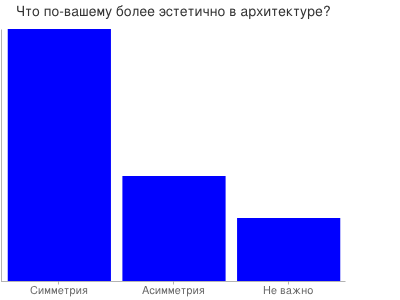 Что по-вашему более эстетично в архитектуре?
Симметрия
Асимметрия
Не важно